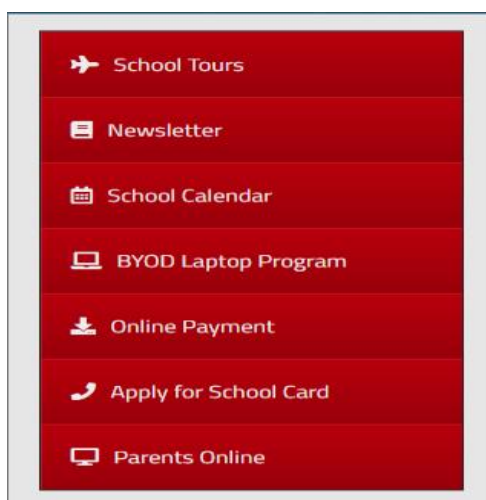 School Tours
Newsletter
School Calendar
BYOD Laptop Program
Online Payment
Apply for School Card
Parents Online